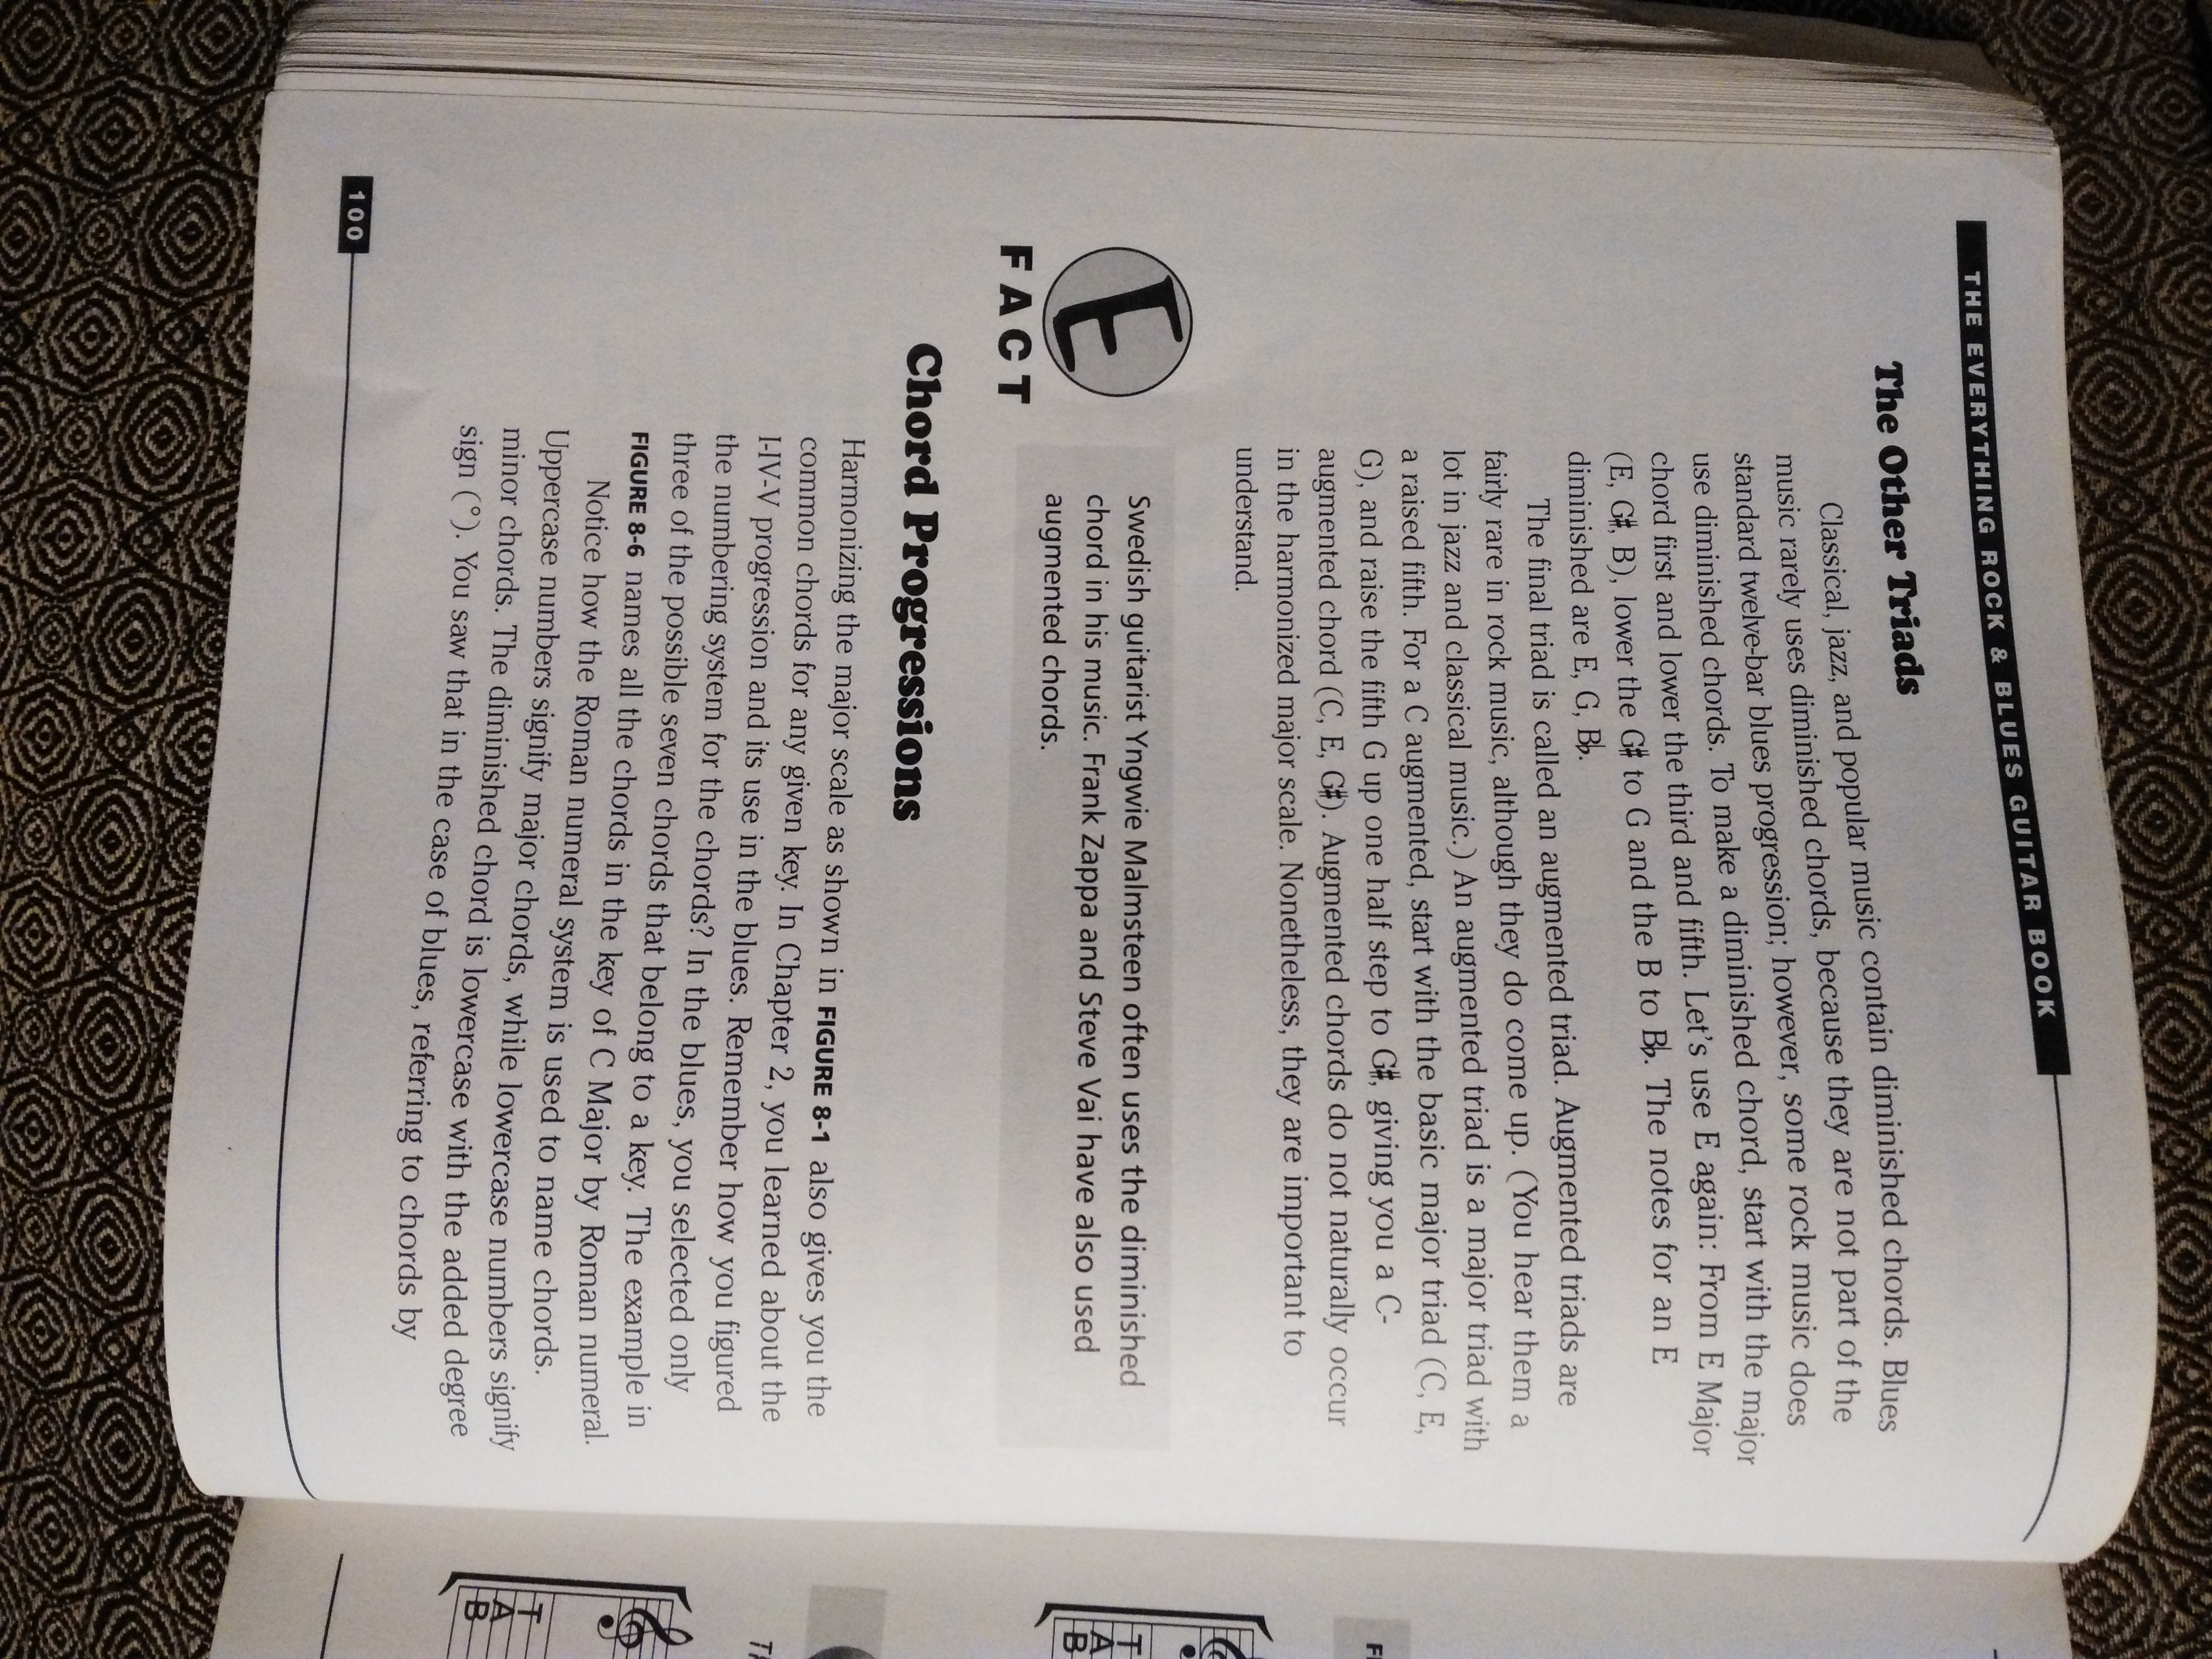 THE EVERYTHING ROCK & BLUES GUITAR BOOK
The Other Triads
Classical, jazz, and popular music contain diminished chords. Blues
music rarely uses diminished chords, because they are not part of the
standard twelve-bar blues progression; however, some rock music does
use diminished chords. To make a diminished chord, start with the major
chord first and lower the third and fifth. Let's use E again: From E Major
(E, G♯, B), lower the G♯ to G and the B to B♭. The notes for an E
diminished are E, G, B♭.
The final triad is called an augmented triad. Augmented triads are
fairly rare in rock music, although they do come up. (You hear them a
lot in jazz and classical music.) An augmented triad is a major triad with
a raised fifth. For a C augmented, start with the basic major triad (C, E,
G), and raise the fifth G up one half step to G♯, giving you a C-
augmented chord (C, E, G♯). Augmented chords do not naturally occur
in the harmonized major scale. Nonetheless, they are important to
understand.
E
FACT
Swedish guitarist Yngwie Malmsteen often uses the diminished
chord in his music. Frank Zappa and Steve Vai have also used
augmented chords.
Chord Progressions
Harmonizing the major scale as shown in FIGURE 8-1 also gives you the
common chords for any given key. In Chapter 2, you learned about the
I-IV-V progression and its use in the blues. Remember how you figured
the numbering system for the chords? In the blues, you selected only
three of the possible seven chords that belong to a key. The example in
FIGURE 8-6 names all the chords in the key of C Major by Roman numeral.
Notice how the Roman numeral system is used to name chords.
Uppercase numbers signify major chords, while lowercase numbers signify
minor chords. The diminished chord is lowercase with the added degree
sign (°). You saw that in the case of blues, referring to chords by
100
T
A
B
T
A
B